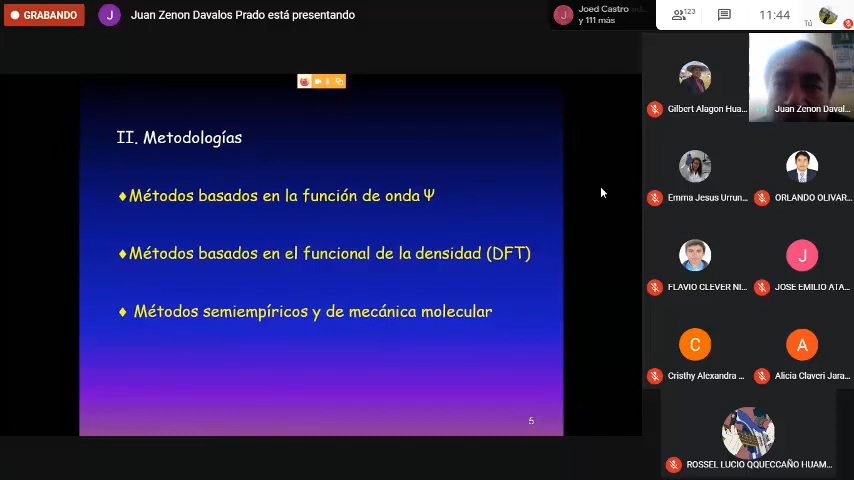 GRABANDO
J
Juan Zenon Davalos Prado está presentando
J
Joed Castro
y 111 más
123
11:44
Tú
II. Metodologías
♦Métodos basados en la función de onda Ψ
♦Métodos basados en el funcional de la densidad (DFT)
♦ Métodos semiempíricos y de mecánica molecular
5
Gilbert Alagon Hua...
Juan Zenon Daval...
Emma Jesus Urrun...
ORLANDO OLIVAR...
FLAVIO CLEVER NI...
J
JOSE EMILIO ATA...
C
Cristhy Alexandra ...
A
Alicia Claveri Jara...
ROSSEL LUCIO QQUECCAÑO HUAM...